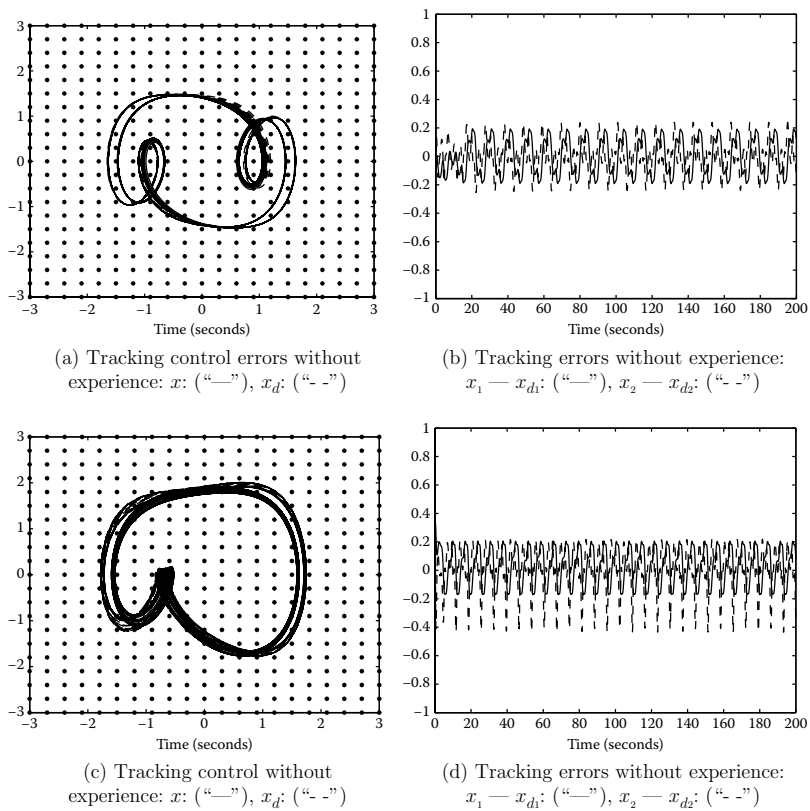 3
2
1
0
−1
−2
−3
−3 −2 −1 0 1 2 3
Time (seconds)
(a) Tracking control errors without
experience: x: (“—”), x_d: (“- -”)
1
0.8
0.6
0.4
0.2
0
−0.2
−0.4
−0.6
−0.8
−1
0 20 40 60 80 100 120 140 160 180 200
Time (seconds)
(b) Tracking errors without experience:
x₁ — x_d1: (“—”), x₂ — x_d2: (“- -”)
3
2
1
0
−1
−2
−3
−3 −2 −1 0 1 2 3
Time (seconds)
(c) Tracking control without
experience: x: (“—”), x_d: (“- -”)
1
0.8
0.6
0.4
0.2
0
−0.2
−0.4
−0.6
−0.8
−1
0 20 40 60 80 100 120 140 160 180 200
Time (seconds)
(d) Tracking errors without experience:
x₁ — x_d1: (“—”), x₂ — x_d2: (“- -”)